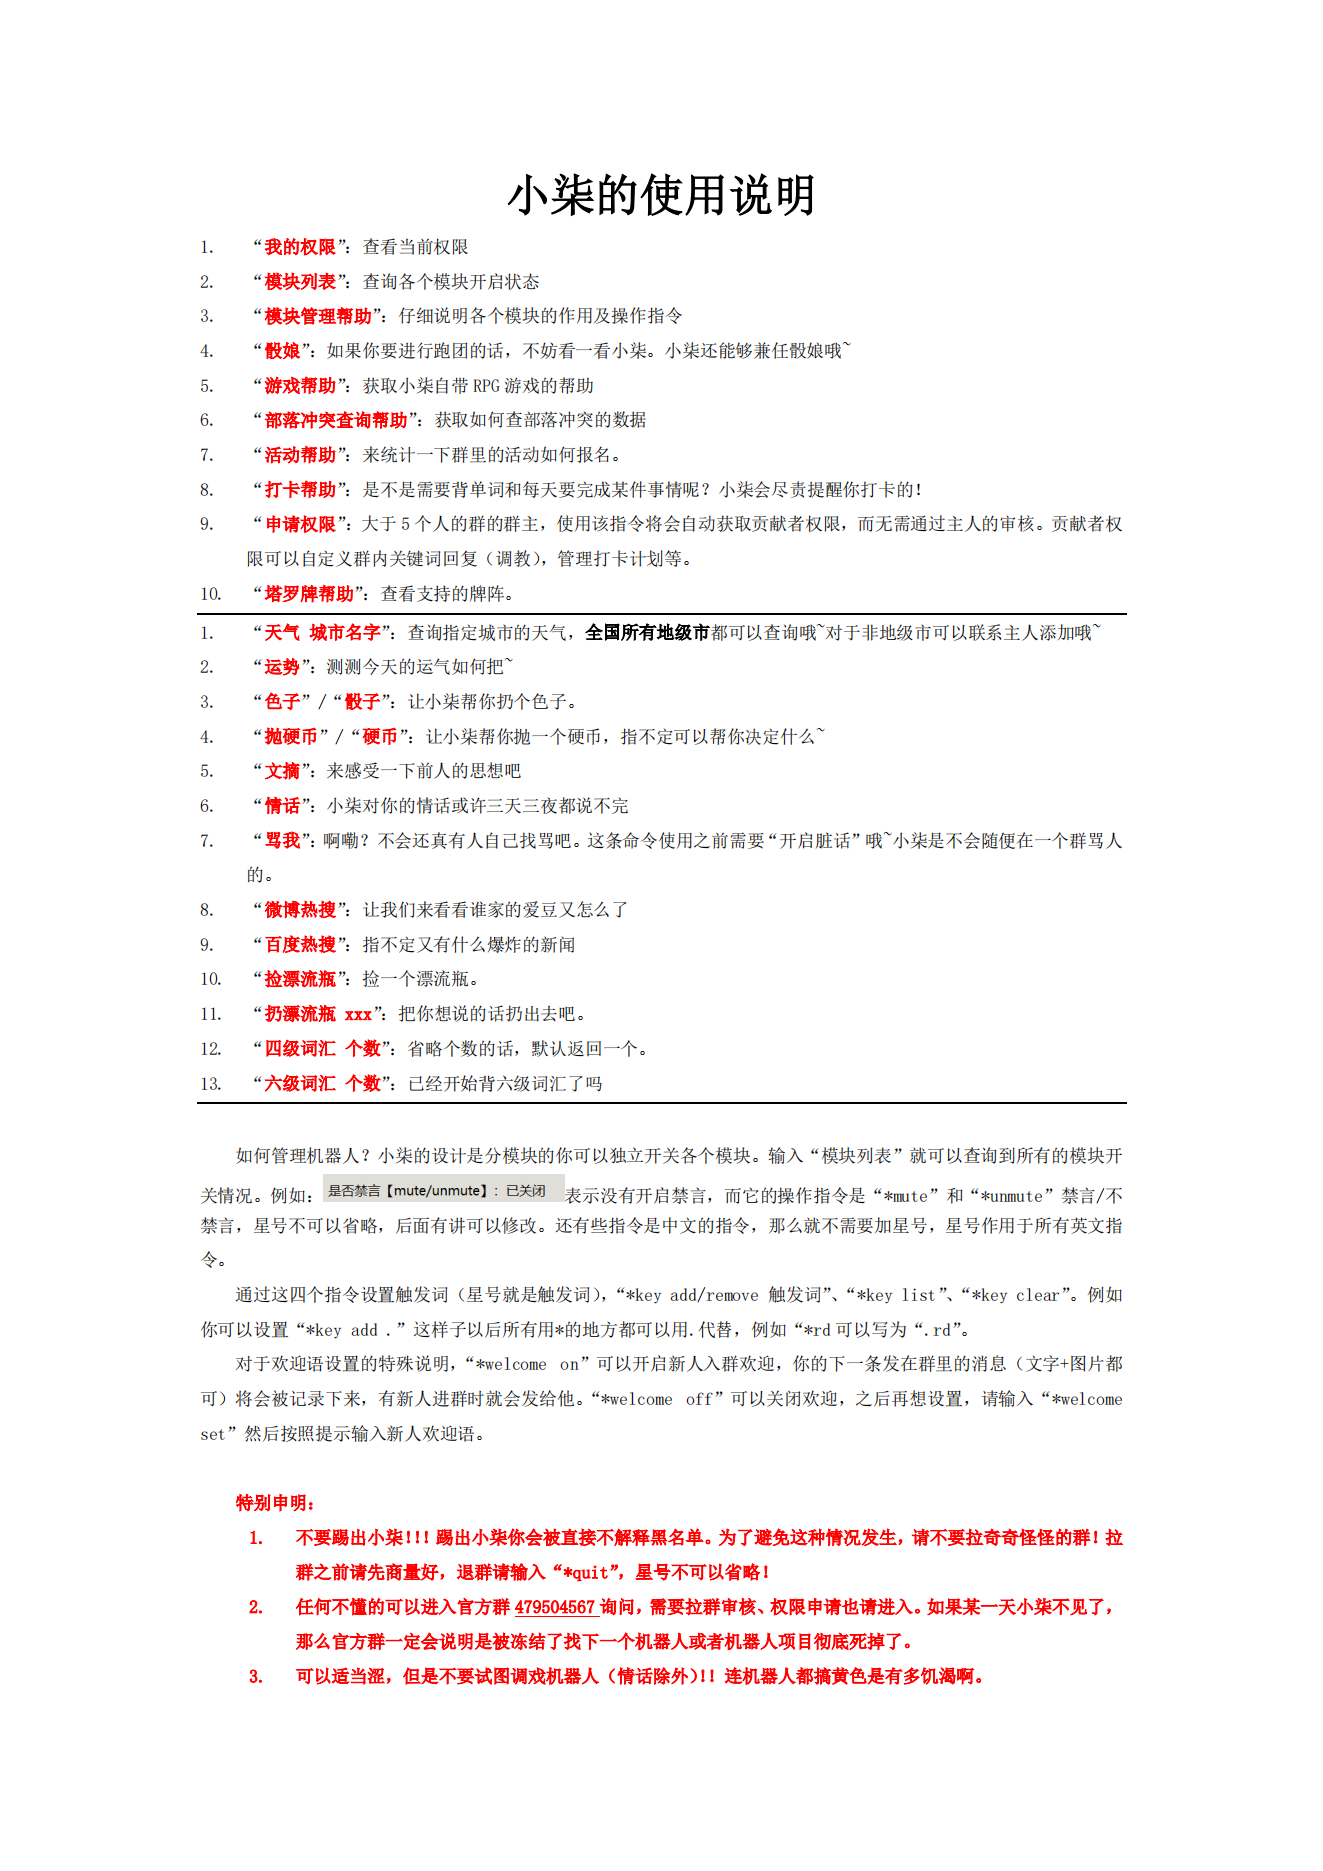 小柒的使用说明
1. “我的权限”：查看当前权限
2. “模块列表”：查询各个模块开启状态
3. “模块管理帮助”：仔细说明各个模块的作用及操作指令
4. “骰娘”：如果你要进行跑团的话，不妨看一看小柒。小柒还能够兼任骰娘哦~
5. “游戏帮助”：获取小柒自带 RPG 游戏的帮助
6. “部落冲突查询帮助”：获取如何查部落冲突的数据
7. “活动帮助”：来统计一下群里的活动如何报名。
8. “打卡帮助”：是不是需要背单词和每天要完成某件事情呢？小柒会尽责提醒你打卡的！
9. “申请权限”：大于 5 个人的群的群主，使用该指令将会自动获取贡献者权限，而无需通过主人的审核。贡献者权
限可以自定义群内关键词回复（调教），管理打卡计划等。
10. “塔罗牌帮助”：查看支持的牌阵。
1. “天气 城市名字”：查询指定城市的天气，全国所有地级市都可以查询哦~对于非地级市可以联系主人添加哦~
2. “运势”：测测今天的运气如何把~
3. “色子”/“骰子”：让小柒帮你扔个色子。
4. “抛硬币”/“硬币”：让小柒帮你抛一个硬币，指不定可以帮你决定什么~
5. “文摘”：来感受一下前人的思想吧
6. “情话”：小柒对你的情话或许三天三夜都说不完
7. “骂我”：啊嘞？不会还真有人自己找骂吧。这条命令使用之前需要“开启脏话”哦~小柒是不会随便在一个群骂人
的。
8. “微博热搜”：让我们来看看谁家的爱豆又怎么了
9. “百度热搜”：指不定又有什么爆炸的新闻
10. “捡漂流瓶”：捡一个漂流瓶。
11. “扔漂流瓶 xxx”：把你想说的话扔出去吧。
12. “四级词汇 个数”：省略个数的话，默认返回一个。
13. “六级词汇 个数”：已经开始背六级词汇了吗
如何管理机器人？小柒的设计是分模块的你可以独立开关各个模块。输入“模块列表”就可以查询到所有的模块开
关情况。例如：是否禁言【mute/unmute】：已关闭表示没有开启禁言，而它的操作指令是“*mute”和“*unmute”禁言/不
禁言，星号不可以省略，后面有讲可以修改。还有些指令是中文的指令，那么就不需要加星号，星号作用于所有英文指
令。
通过这四个指令设置触发词（星号就是触发词），“*key add/remove 触发词”、“*key list”、“*key clear”。例如
你可以设置“*key add .”这样子以后所有用*的地方都可以用.代替，例如“*rd 可以写为“.rd”。
对于欢迎语设置的特殊说明，“*welcome on”可以开启新人入群欢迎，你的下一条发在群里的消息（文字+图片都
可）将会被记录下来，有新人进群时就会发给他。“*welcome off”可以关闭欢迎，之后再想设置，请输入“*welcome
set”然后按照提示输入新人欢迎语。
特别申明：
1. 不要踢出小柒！！！踢出小柒你会被直接不解释黑名单。为了避免这种情况发生，请不要拉奇奇怪怪的群！拉
群之前请先商量好，退群请输入“*quit”，星号不可以省略！
2. 任何不懂的可以进入官方群 479504567 询问，需要拉群审核、权限申请也请进入。如果某一天小柒不见了，
那么官方群一定会说明是被冻结了找下一个机器人或者机器人项目彻底死掉了。
3. 可以适当涩，但是不要试图调戏机器人（情话除外）！！连机器人都搞黄色是有多饥渴啊。